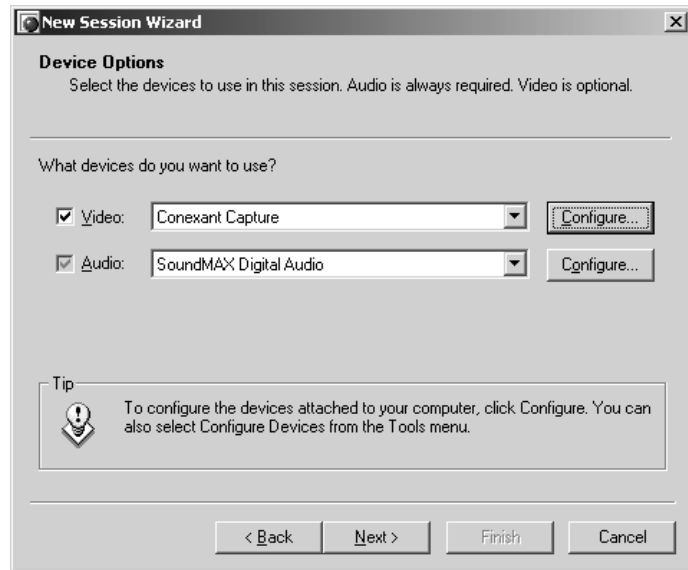 New Session Wizard
Device Options
Select the devices to use in this session. Audio is always required. Video is optional.
What devices do you want to use?
Video: Conexant Capture Configure...
Audio: SoundMAX Digital Audio Configure...
Tip
To configure the devices attached to your computer, click Configure. You can
also select Configure Devices from the Tools menu.
< Back Next > Finish Cancel